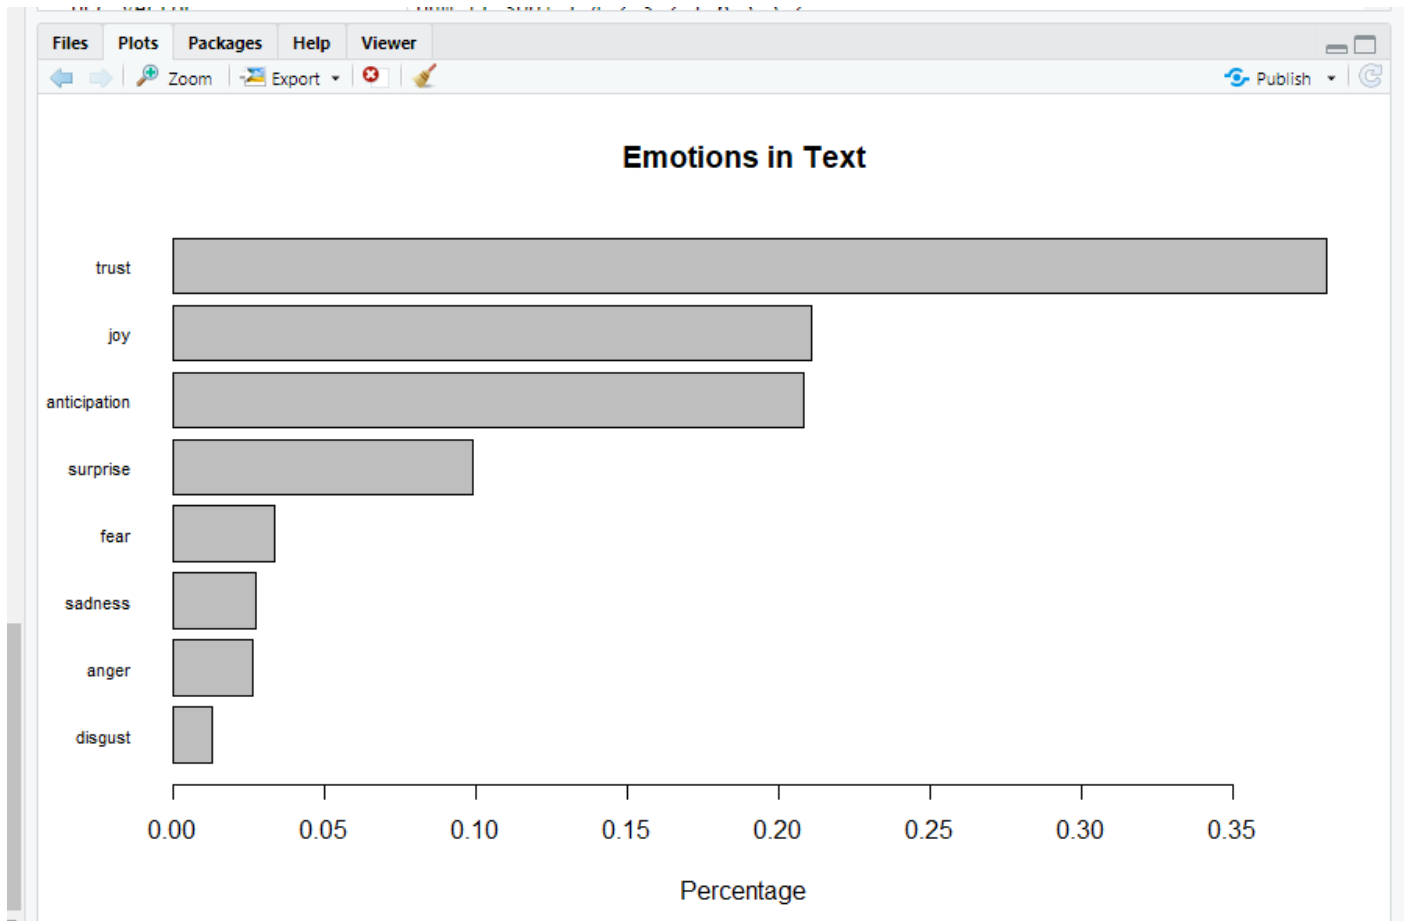 Files Plots Packages Help Viewer
Zoom Export Publish
Emotions in Text
trust
joy
anticipation
surprise
fear
sadness
anger
disgust
0.00 0.05 0.10 0.15 0.20 0.25 0.30 0.35
Percentage